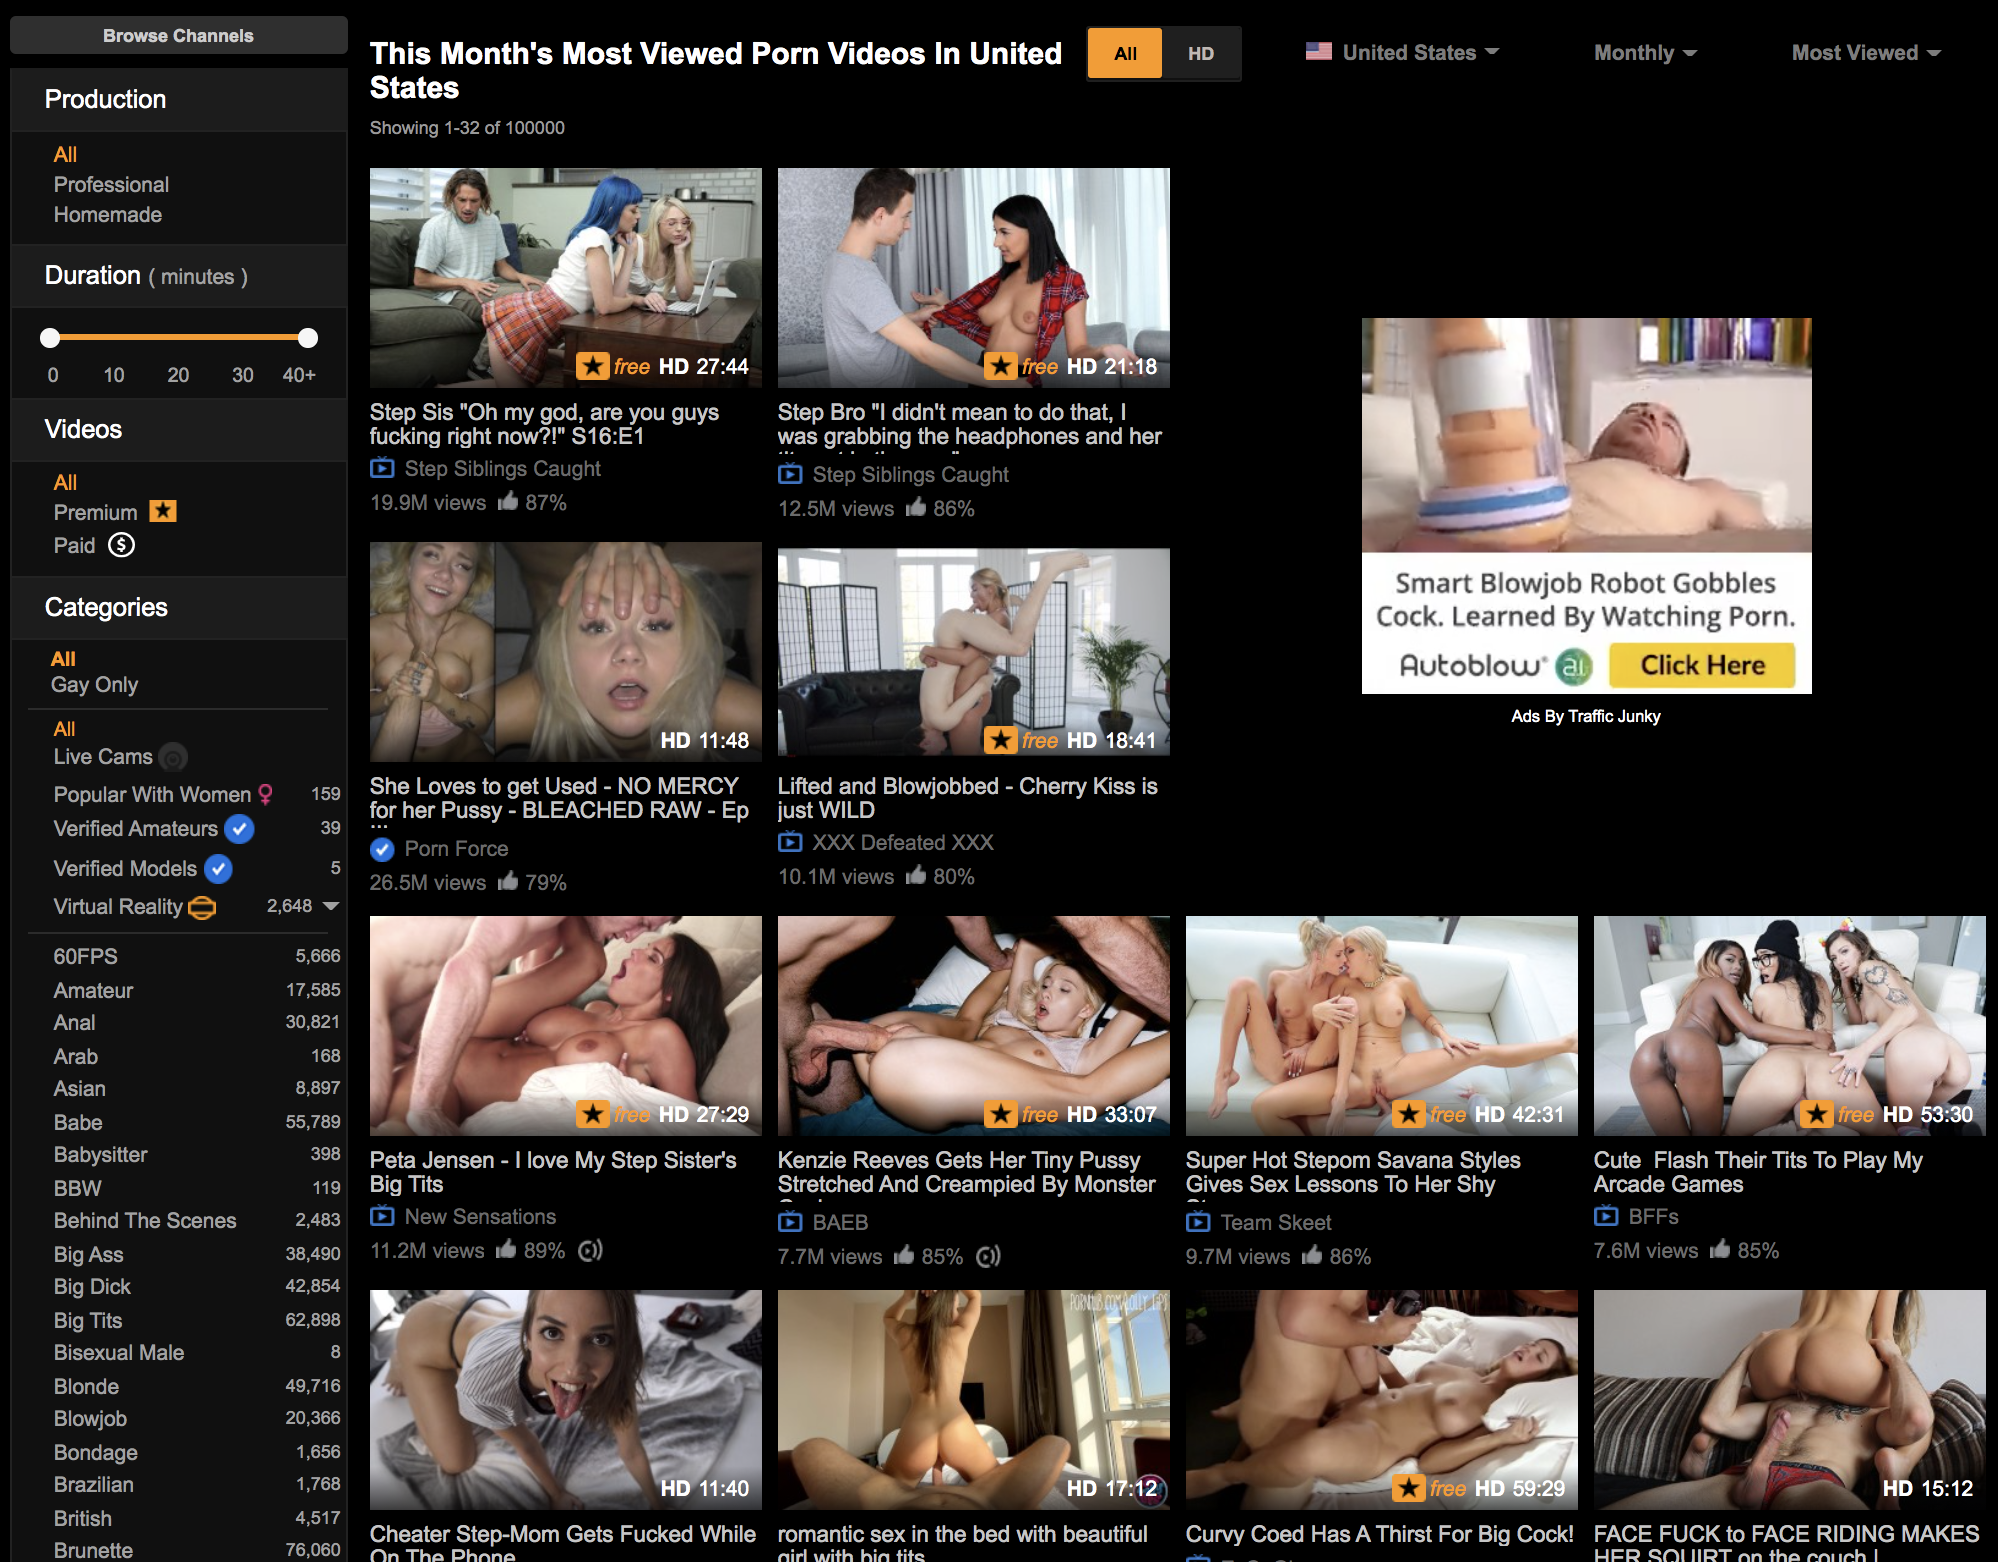 Browse Channels
Production
All
Professional
Homemade
Duration ( minutes )
0 10 20 30 40+
Videos
All
Premium
Paid
Categories
All
Gay Only
All
Live Cams
Popular With Women 159
Verified Amateurs 39
Verified Models 5
Virtual Reality 2,648
60FPS 5,666
Amateur 17,585
Anal 30,821
Arab 168
Asian 8,897
Babe 55,789
Babysitter 398
BBW 119
Behind The Scenes 2,483
Big Ass 38,490
Big Dick 42,854
Big Tits 62,898
Bisexual Male 8
Blonde 49,716
Blowjob 20,366
Bondage 1,656
Brazilian 1,768
British 4,517
Brunette 76,060
This Month's Most Viewed Porn Videos In United
States
All HD
United States
Monthly
Most Viewed
Showing 1-32 of 100000
free HD 27:44
Step Sis "Oh my god, are you guys
fucking right now?!" S16:E1
Step Siblings Caught
19.9M views 87%
free HD 21:18
Step Bro "I didn't mean to do that, I
was grabbing the headphones and her
Step Siblings Caught
12.5M views 86%
Smart Blowjob Robot Gobbles
Cock. Learned By Watching Porn.
Autoblow ai Click Here
Ads By Traffic Junky
HD 11:48
She Loves to get Used - NO MERCY
for her Pussy - BLEACHED RAW - Ep
...
Porn Force
26.5M views 79%
free HD 18:41
Lifted and Blowjobbed - Cherry Kiss is
just WILD
XXX Defeated XXX
10.1M views 80%
free HD 27:29
Peta Jensen - I love My Step Sister's
Big Tits
New Sensations
11.2M views 89%
free HD 33:07
Kenzie Reeves Gets Her Tiny Pussy
Stretched And Creampied By Monster
BAEB
7.7M views 85%
free HD 42:31
Super Hot Stepom Savana Styles
Gives Sex Lessons To Her Shy
Team Skeet
9.7M views 86%
free HD 53:30
Cute Flash Their Tits To Play My
Arcade Games
BFFs
7.6M views 85%
HD 11:40
Cheater Step-Mom Gets Fucked While
On The Phone
HD 17:12
romantic sex in the bed with beautiful
girl with big tits
free HD 59:29
Curvy Coed Has A Thirst For Big Cock!
HD 15:12
FACE FUCK to FACE RIDING MAKES
HER SQUIRT on the couch |